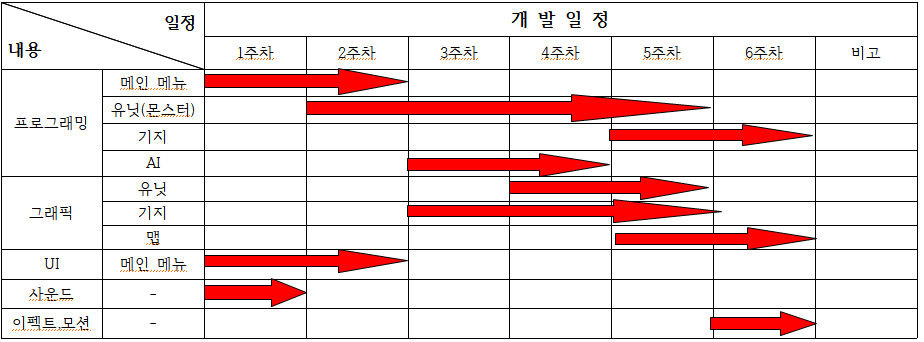 일정
내용
개 발 일 정
1주차 2주차 3주차 4주차 5주차 6주차 비고
프로그래밍
메인 메뉴
유닛(몬스터)
기지
AI
그래픽
유닛
기지
맵
UI 메인 메뉴
사운드 -
이펙트.모션 -